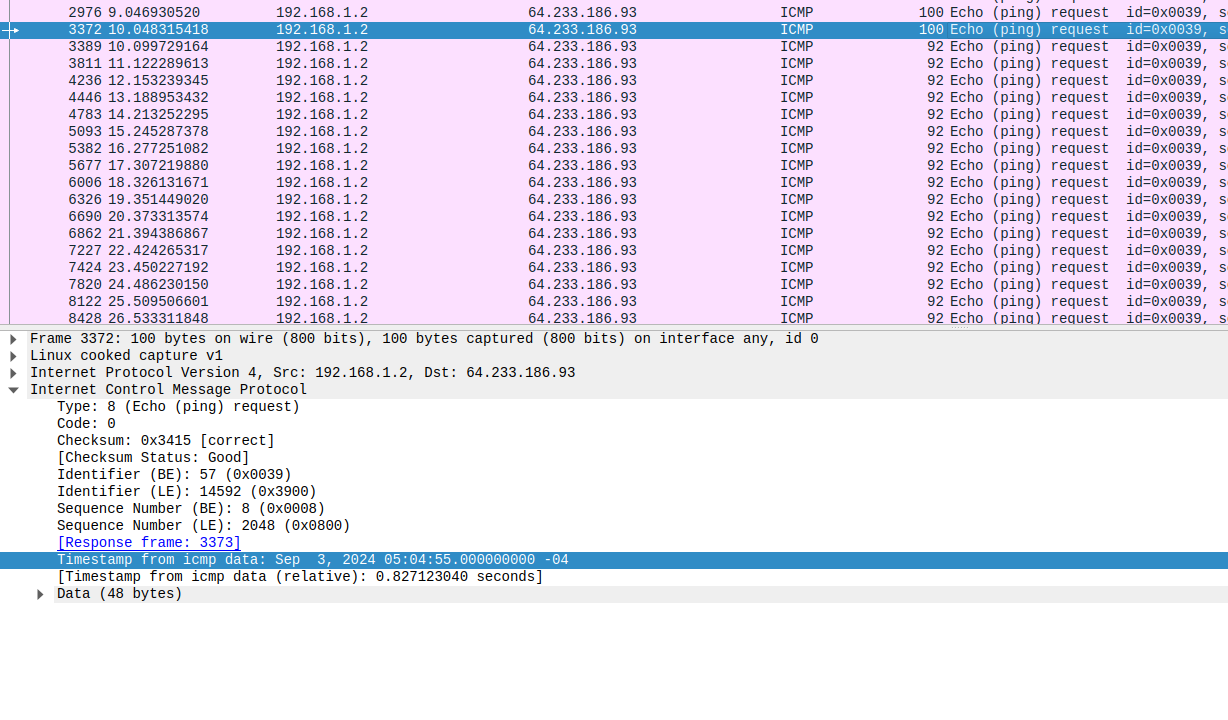 2976 9.046930520 192.168.1.2 64.233.186.93 ICMP 100 Echo (ping) request id=0x0039, s
3372 10.048315418 192.168.1.2 64.233.186.93 ICMP 100 Echo (ping) request id=0x0039, s
3389 10.099729164 192.168.1.2 64.233.186.93 ICMP 92 Echo (ping) request id=0x0039, s
3811 11.122289613 192.168.1.2 64.233.186.93 ICMP 92 Echo (ping) request id=0x0039, s
4236 12.153239345 192.168.1.2 64.233.186.93 ICMP 92 Echo (ping) request id=0x0039, s
4446 13.188953432 192.168.1.2 64.233.186.93 ICMP 92 Echo (ping) request id=0x0039, s
4783 14.213252295 192.168.1.2 64.233.186.93 ICMP 92 Echo (ping) request id=0x0039, s
5093 15.245287378 192.168.1.2 64.233.186.93 ICMP 92 Echo (ping) request id=0x0039, s
5382 16.277251082 192.168.1.2 64.233.186.93 ICMP 92 Echo (ping) request id=0x0039, s
5677 17.307219880 192.168.1.2 64.233.186.93 ICMP 92 Echo (ping) request id=0x0039, s
6006 18.326131671 192.168.1.2 64.233.186.93 ICMP 92 Echo (ping) request id=0x0039, s
6326 19.351449020 192.168.1.2 64.233.186.93 ICMP 92 Echo (ping) request id=0x0039, s
6690 20.373313574 192.168.1.2 64.233.186.93 ICMP 92 Echo (ping) request id=0x0039, s
6862 21.394386867 192.168.1.2 64.233.186.93 ICMP 92 Echo (ping) request id=0x0039, s
7227 22.424265317 192.168.1.2 64.233.186.93 ICMP 92 Echo (ping) request id=0x0039, s
7424 23.450227192 192.168.1.2 64.233.186.93 ICMP 92 Echo (ping) request id=0x0039, s
7820 24.486230150 192.168.1.2 64.233.186.93 ICMP 92 Echo (ping) request id=0x0039, s
8122 25.509506601 192.168.1.2 64.233.186.93 ICMP 92 Echo (ping) request id=0x0039, s
8428 26.533311848 192.168.1.2 64.233.186.93 ICMP 92 Echo (ping) request id=0x0039, s
Frame 3372: 100 bytes on wire (800 bits), 100 bytes captured (800 bits) on interface any, id 0
Linux cooked capture v1
Internet Protocol Version 4, Src: 192.168.1.2, Dst: 64.233.186.93
Internet Control Message Protocol
Type: 8 (Echo (ping) request)
Code: 0
Checksum: 0x3415 [correct]
[Checksum Status: Good]
Identifier (BE): 57 (0x0039)
Identifier (LE): 14592 (0x3900)
Sequence Number (BE): 8 (0x0008)
Sequence Number (LE): 2048 (0x0800)
[Response frame: 3373]
Timestamp from icmp data: Sep  3, 2024 05:04:55.000000000 -04
[Timestamp from icmp data (relative): 0.827123040 seconds]
Data (48 bytes)